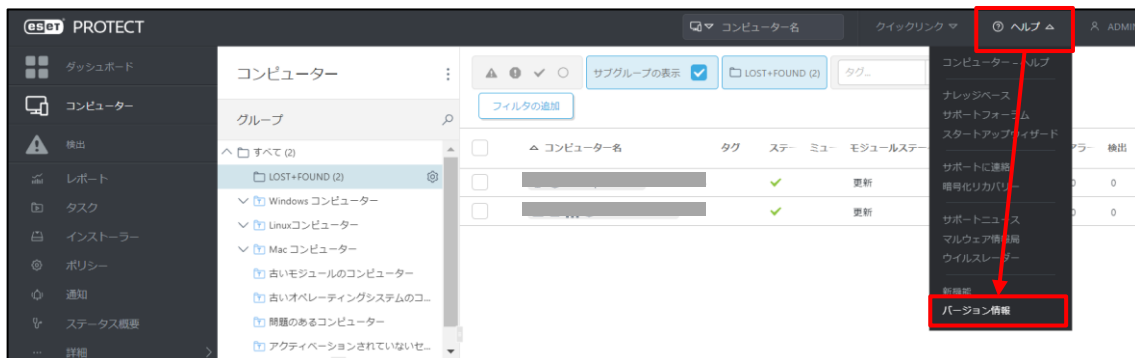 eset PROTECT
コンピューター名
クイックリンク
ヘルプ
ADMIN
ダッシュボード
コンピューター
検出
レポート
タスク
インストーラー
ポリシー
通知
ステータス概要
詳細
コンピューター
グループ
すべて (2)
LOST+FOUND (2)
Windows コンピューター
Linuxコンピューター
Mac コンピューター
古いモジュールのコンピューター
古いオペレーティングシステムのコ...
問題のあるコンピューター
アクティベーションされていないセ...
サブグループの表示
LOST+FOUND (2)
タグ...
フィルタの追加
コンピューター名 タグ ステー ミュー モジュールステー 検出
更新 0 0
更新 0 0
コンピューター – ヘルプ
ナレッジベース
サポートフォーラム
スタートアップウィザード
サポートに連絡
暗号化リカバリー
サポートニュース
マルウェア情報局
ウイルスレーダー
新機能
バージョン情報